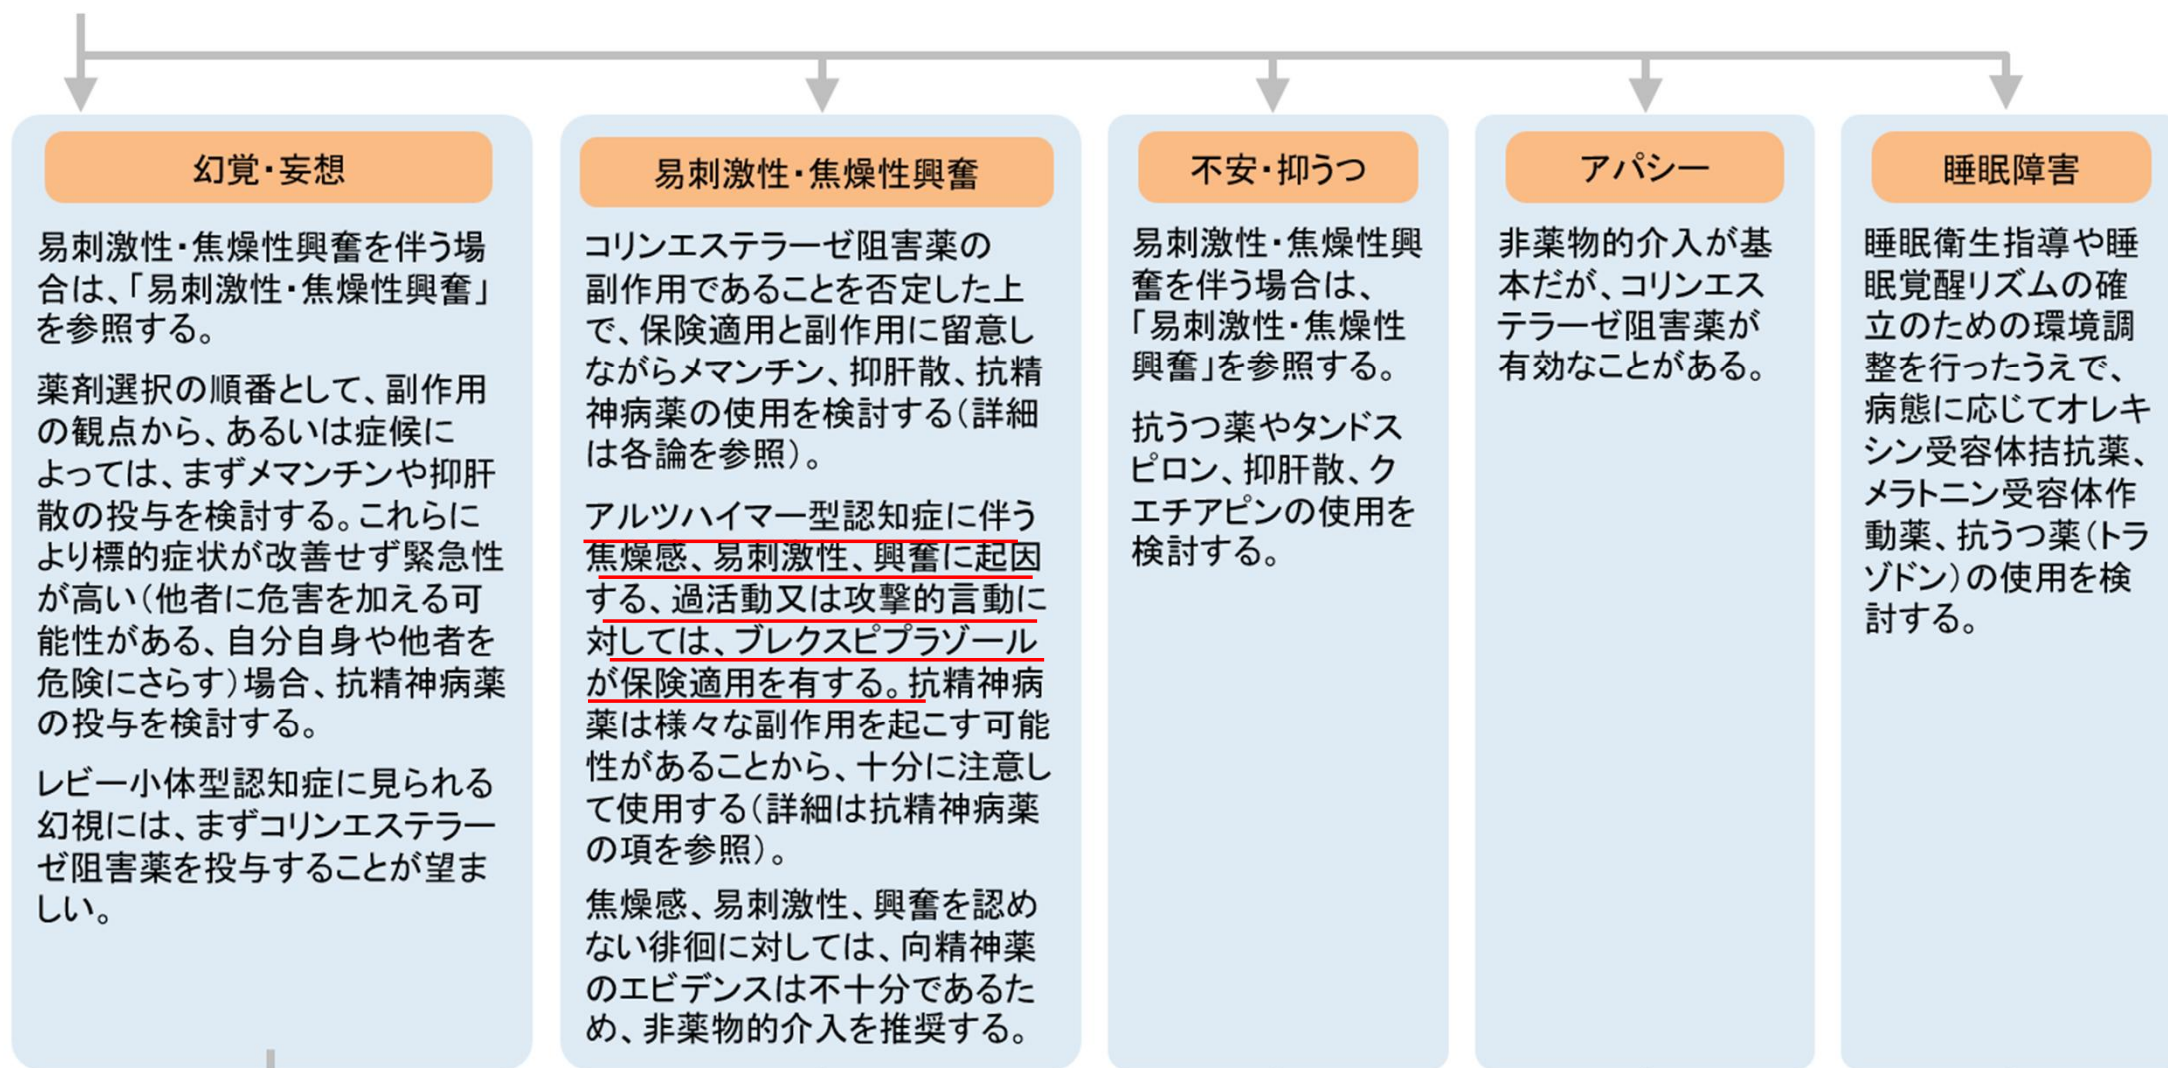 幻覚・妄想
易刺激性・焦燥性興奮を伴う場
合は、「易刺激性・焦燥性興奮」
を参照する。
薬剤選択の順番として、副作用
の観点から、あるいは症候に
よっては、まずメマンチンや抑肝
散の投与を検討する。これらに
より標的症状が改善せず緊急性
が高い（他者に危害を加える可
能性がある、自分自身や他者を
危険にさらす）場合、抗精神病薬
の投与を検討する。
レビー小体型認知症に見られる
幻視には、まずコリンエステラー
ゼ阻害薬を投与することが望ま
しい。
易刺激性・焦燥性興奮
コリンエステラーゼ阻害薬の
副作用であることを否定した上
で、保険適用と副作用に留意し
ながらメマンチン、抑肝散、抗精
神病薬の使用を検討する（詳細
は各論を参照）。
アルツハイマー型認知症に伴う
焦燥感、易刺激性、興奮に起因
する、過活動又は攻撃的言動に
対しては、ブレクスピプラゾール
が保険適用を有する。抗精神病
薬は様々な副作用を起こす可能
性があることから、十分に注意し
て使用する（詳細は抗精神病薬
の項を参照）。
焦燥感、易刺激性、興奮を認め
ない徘徊に対しては、向精神薬
のエビデンスは不十分であるた
め、非薬物的介入を推奨する。
不安・抑うつ
易刺激性・焦燥性興
奮を伴う場合は、
「易刺激性・焦燥性
興奮」を参照する。
抗うつ薬やタンドス
ピロン、抑肝散、ク
エチアピンの使用を
検討する。
アパシー
非薬物的介入が基
本だが、コリンエス
テラーゼ阻害薬が
有効なことがある。
睡眠障害
睡眠衛生指導や睡
眠覚醒リズムの確
立のための環境調
整を行ったうえで、
病態に応じてオレキ
シン受容体拮抗薬、
メラトニン受容体作
動薬、抗うつ薬（トラ
ゾドン）の使用を検
討する。